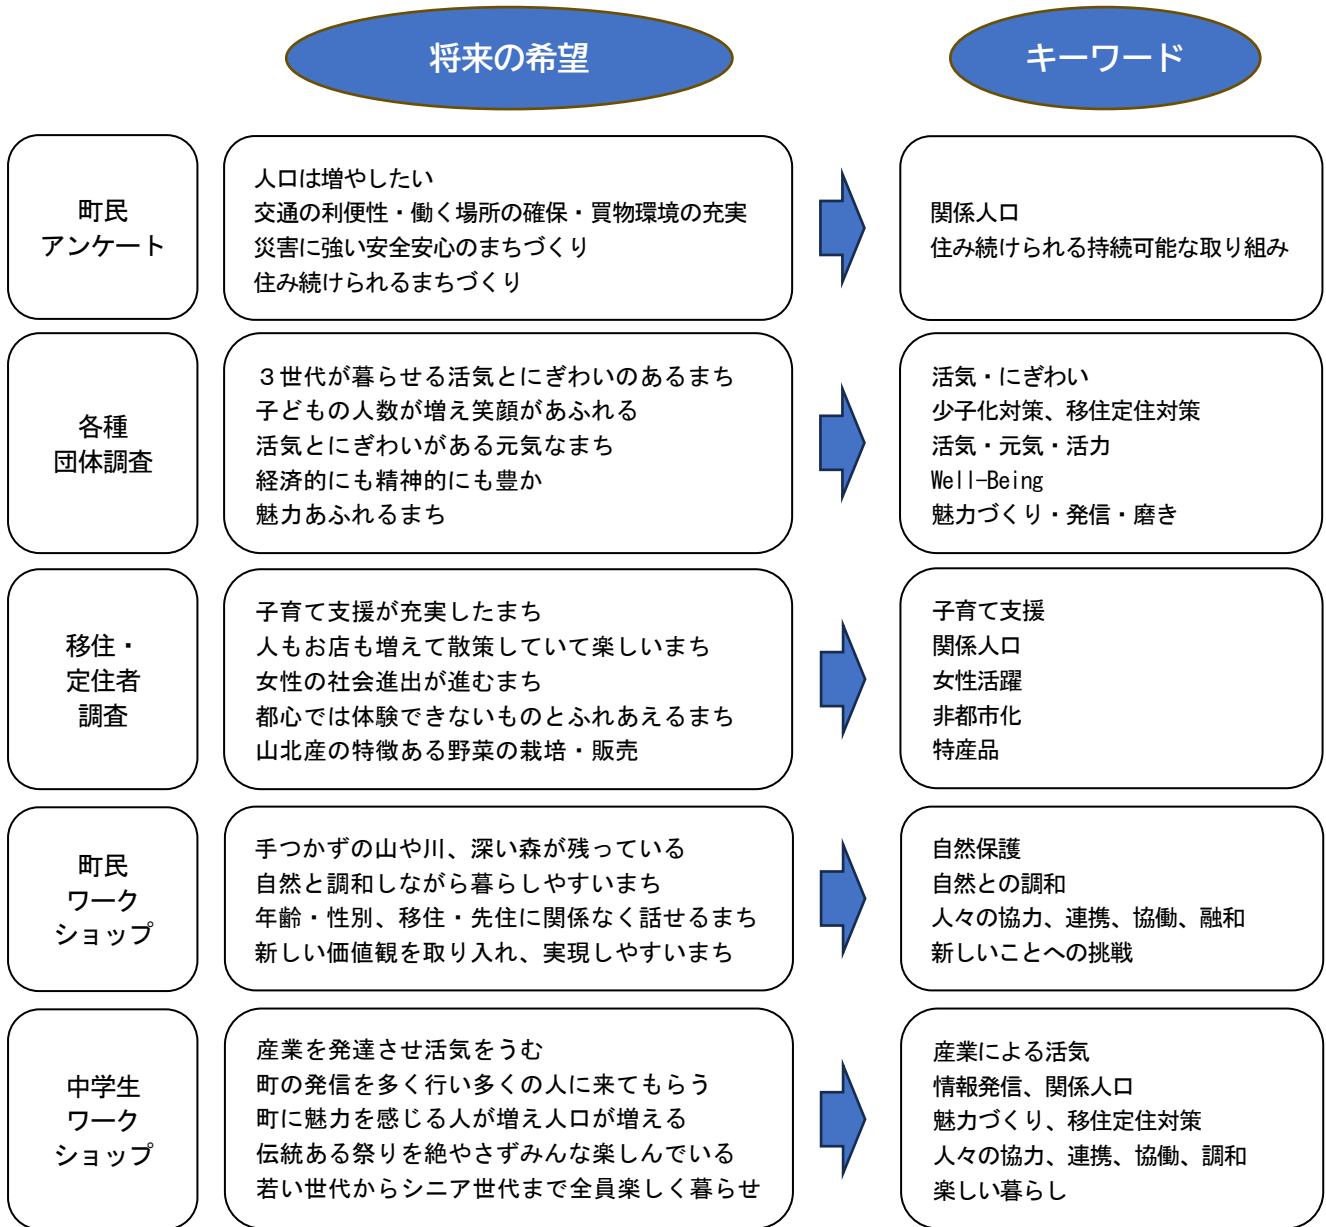 将来の希望
キーワード
町民
アンケート
人口は増やしたい
交通の利便性・働く場所の確保・買物環境の充実
災害に強い安全安心のまちづくり
住み続けられるまちづくり
関係人口
住み続けられる持続可能な取り組み
各種
団体調査
３世代が暮らせる活気とにぎわいのあるまち
子どもの人数が増え笑顔があふれる
活気とにぎわいがある元気なまち
経済的にも精神的にも豊か
魅力あふれるまち
活気・にぎわい
少子化対策、移住定住対策
活気・元気・活力
Well-Being
魅力づくり・発信・磨き
移住・
定住者
調査
子育て支援が充実したまち
人もお店も増えて散策していて楽しいまち
女性の社会進出が進むまち
都心では体験できないものとふれあえるまち
山北産の特徴ある野菜の栽培・販売
子育て支援
関係人口
女性活躍
非都市化
特産品
町民
ワーク
ショップ
手つかずの山や川、深い森が残っている
自然と調和しながら暮らしやすいまち
年齢・性別、移住・先住に関係なく話せるまち
新しい価値観を取り入れ、実現しやすいまち
自然保護
自然との調和
人々の協力、連携、協働、融和
新しいことへの挑戦
中学生
ワーク
ショップ
産業を発達させ活気をうむ
町の発信を多く行い多くの人に来てもらう
町に魅力を感じる人が増え人口が増える
伝統ある祭りを絶やさずみんな楽しんでいる
若い世代からシニア世代まで全員楽しく暮らせ
産業による活気
情報発信、関係人口
魅力づくり、移住定住対策
人々の協力、連携、協働、調和
楽しい暮らし